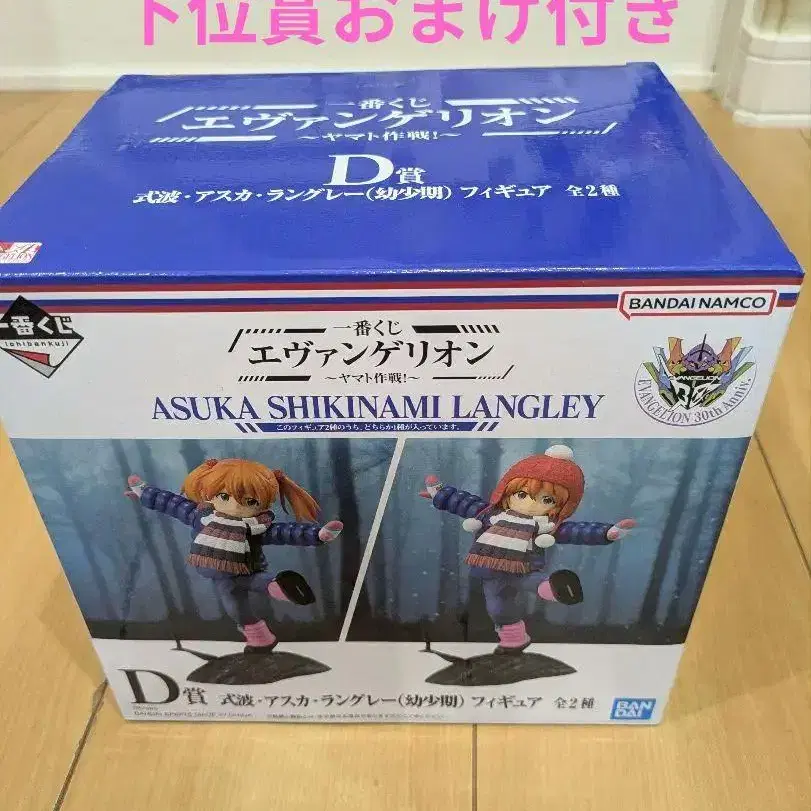 下位賞おまけ付き
一番くじ
エヴァンゲリオン
~ヤマト作戦!~
D賞
式波・アスカ・ラングレー(幼少期) フィギュア 全2種
BANDAI NAMCO
一番くじ
Ichibankuji
一番くじ
エヴァンゲリオン
~ヤマト作戦!~
EVANGELION
EVANGELION 30th Anniv.
ASUKA SHIKINAMI LANGLEY
このフィギュア2種のうち、どちらか1種が入っています。
D賞 式波・アスカ・ラングレー(幼少期) フィギュア 全2種
BAN
DAI